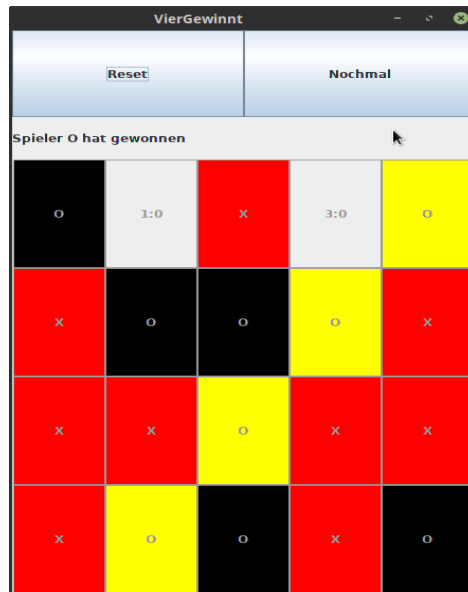 VierGewinnt
Reset Nochmal
Spieler O hat gewonnen
O 1:0 X 3:0 O
X O O O X
X X O X X
X O O X O